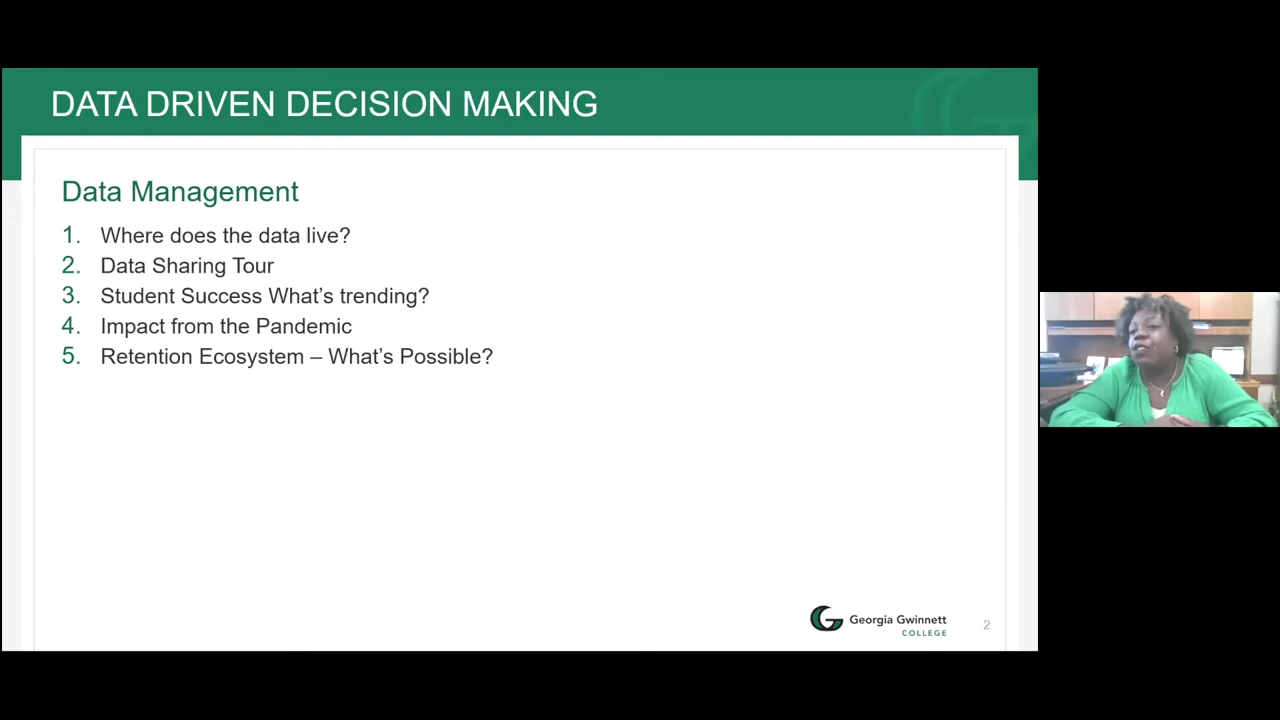 DATA DRIVEN DECISION MAKING
Data Management
1. Where does the data live?
2. Data Sharing Tour
3. Student Success What's trending?
4. Impact from the Pandemic
5. Retention Ecosystem – What's Possible?
Georgia Gwinnett
COLLEGE
2